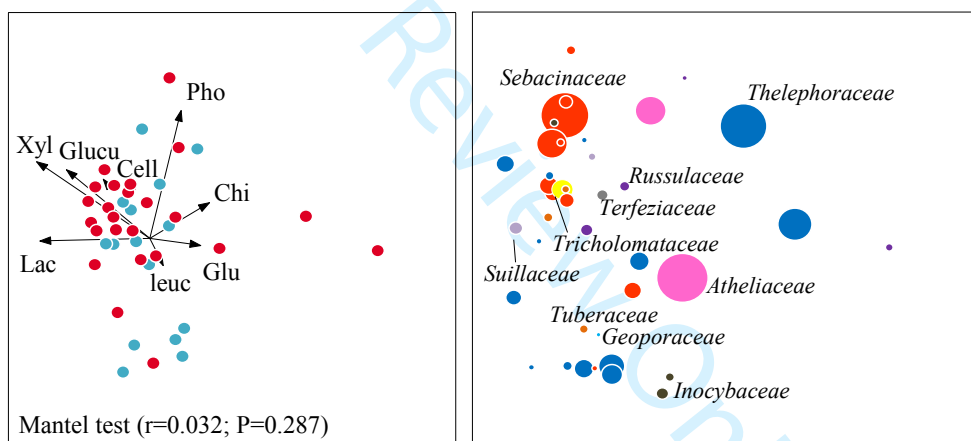 Pho
Xyl
Glucu
Cell
Chi
Lac
Glu
leuc
Mantel test (r=0.032; P=0.287)
Sebacinaceae
Thelephoraceae
Russulaceae
Terfeziaceae
Tricholomataceae
Suillaceae
Atheliaceae
Tuberaceae
Geoporaceae
Inocybaceae
Review On